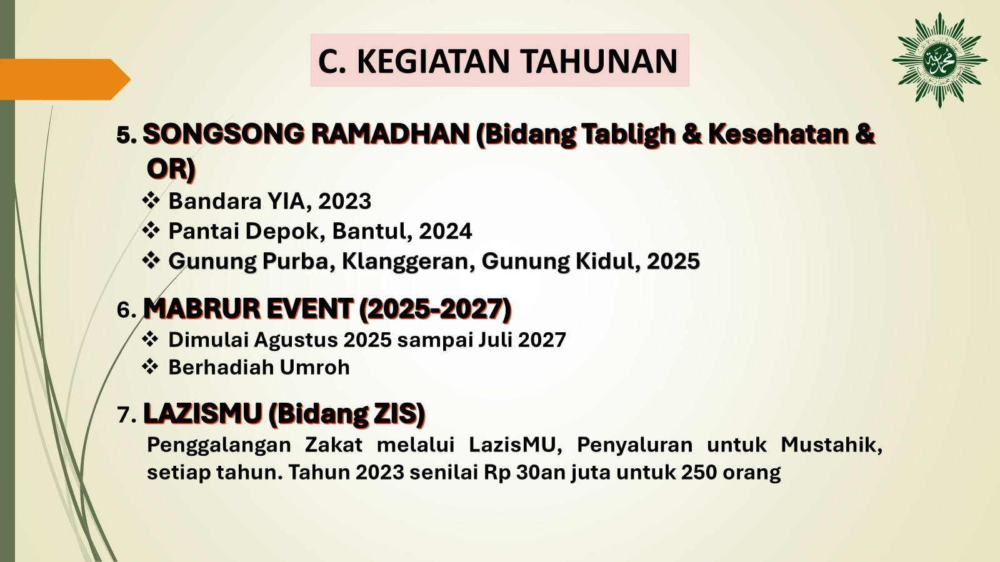 C. KEGIATAN TAHUNAN
5. SONGSONG RAMADHAN (Bidang Tabligh & Kesehatan &
OR)
❖ Bandara YIA, 2023
❖ Pantai Depok, Bantul, 2024
❖ Gunung Purba, Klanggeran, Gunung Kidul, 2025
6. MABRUR EVENT (2025-2027)
❖ Dimulai Agustus 2025 sampai Juli 2027
❖ Berhadiah Umroh
7. LAZISMU (Bidang ZIS)
Penggalangan Zakat melalui LazisMU, Penyaluran untuk Mustahik,
setiap tahun. Tahun 2023 senilai Rp 30an juta untuk 250 orang